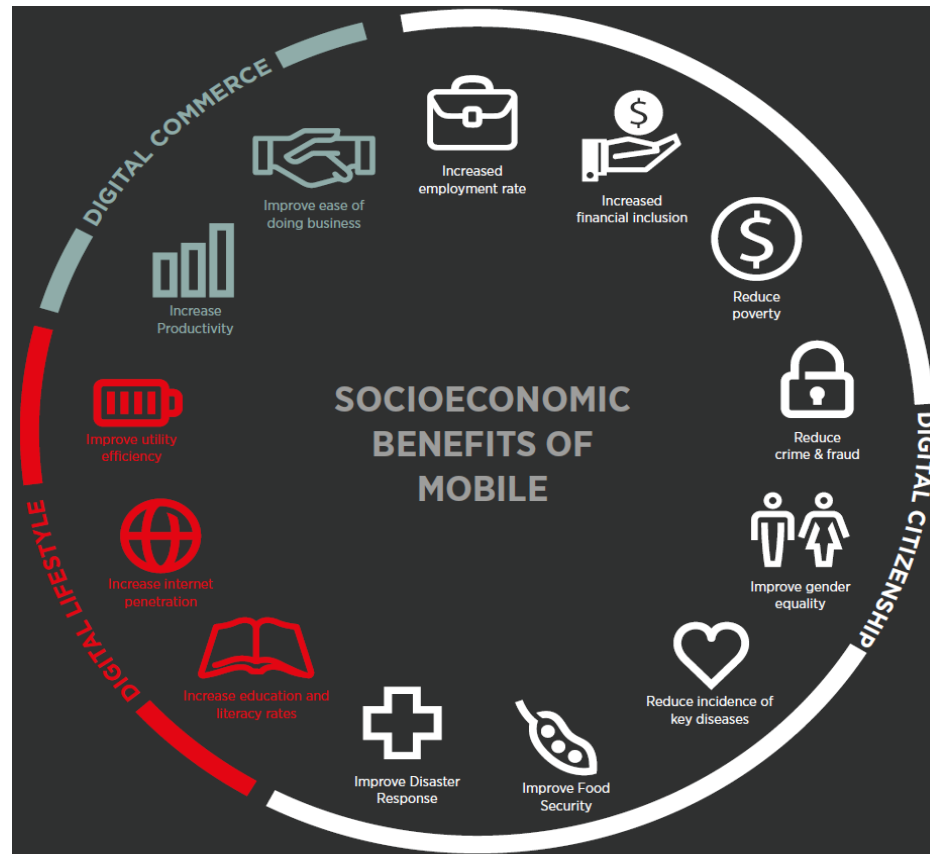 SOCIOECONOMIC
BENEFITS OF
MOBILE
DIGITAL COMMERCE
Improve ease of
doing business
Increase
Productivity
DIGITAL CITIZENSHIP
Increased
employment rate
Increased
financial inclusion
Reduce
poverty
Reduce
crime & fraud
Improve gender
equality
Reduce incidence of
key diseases
Improve Food
Security
Improve Disaster
Response
DIGITAL LIFESTYLE
Increase education and
literacy rates
Increase internet
penetration
Improve utility
efficiency
$
$